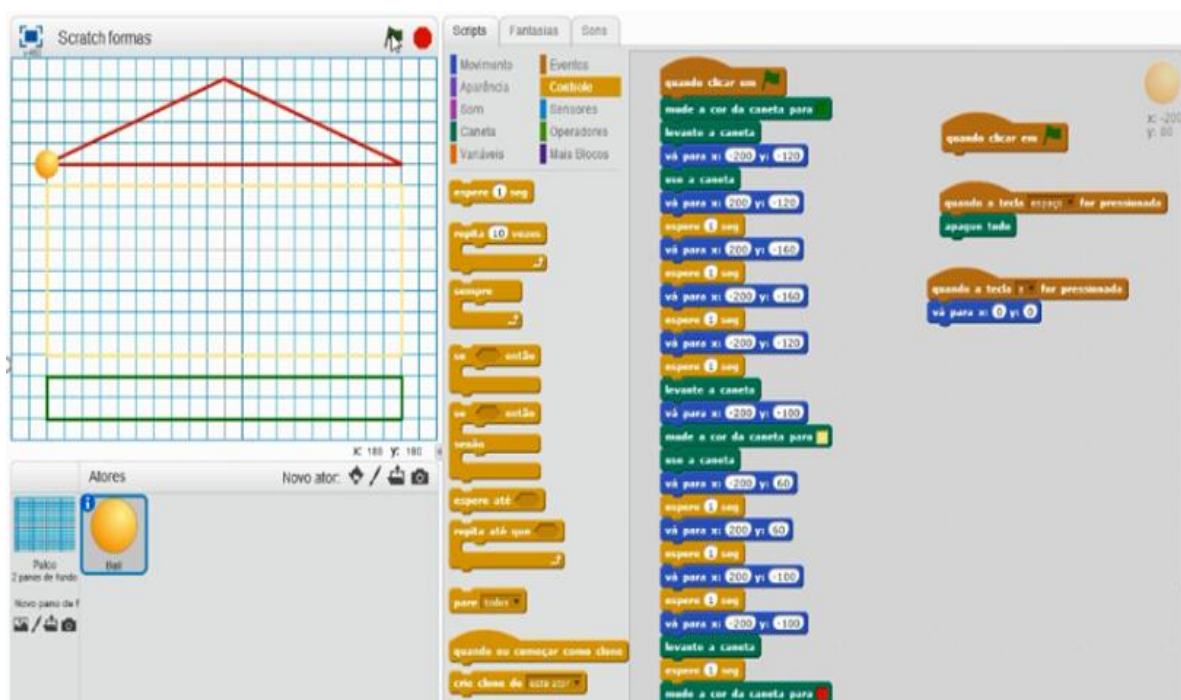 Scratch formas
X: 180 y: 180
Atores
Novo ator:
Palco
2 panos de fundo
Ball
Scripts
Fantasias
Sons
Movimento
Eventos
Aparência
Controle
Som
Sensores
Caneta
Operadores
Variáveis
Mais Blocos
espere 1 seg
repita 10 vezes
sempre
se então
se então
senão
espere até
repita até que
pare todos
quando eu começar como clone
crie clone de este ator
quando clicar em
mude a cor da caneta para
levante a caneta
vá para x: -200 y: -120
use a caneta
vá para x: 200 y: -120
espere 1 seg
vá para x: 200 y: -160
espere 1 seg
vá para x: -200 y: -160
espere 1 seg
vá para x: -200 y: -120
espere 1 seg
levante a caneta
vá para x: -200 y: -100
mude a cor da caneta para
use a caneta
vá para x: -200 y: 60
espere 1 seg
vá para x: 200 y: 60
espere 1 seg
vá para x: 200 y: -100
espere 1 seg
vá para x: -200 y: -100
levante a caneta
espere 1 seg
mude a cor da caneta para
quando clicar em
quando a tecla espaço for pressionada
apague tudo
quando a tecla for pressionada
vá para x: 0 y: 0
x: -200
y: 80